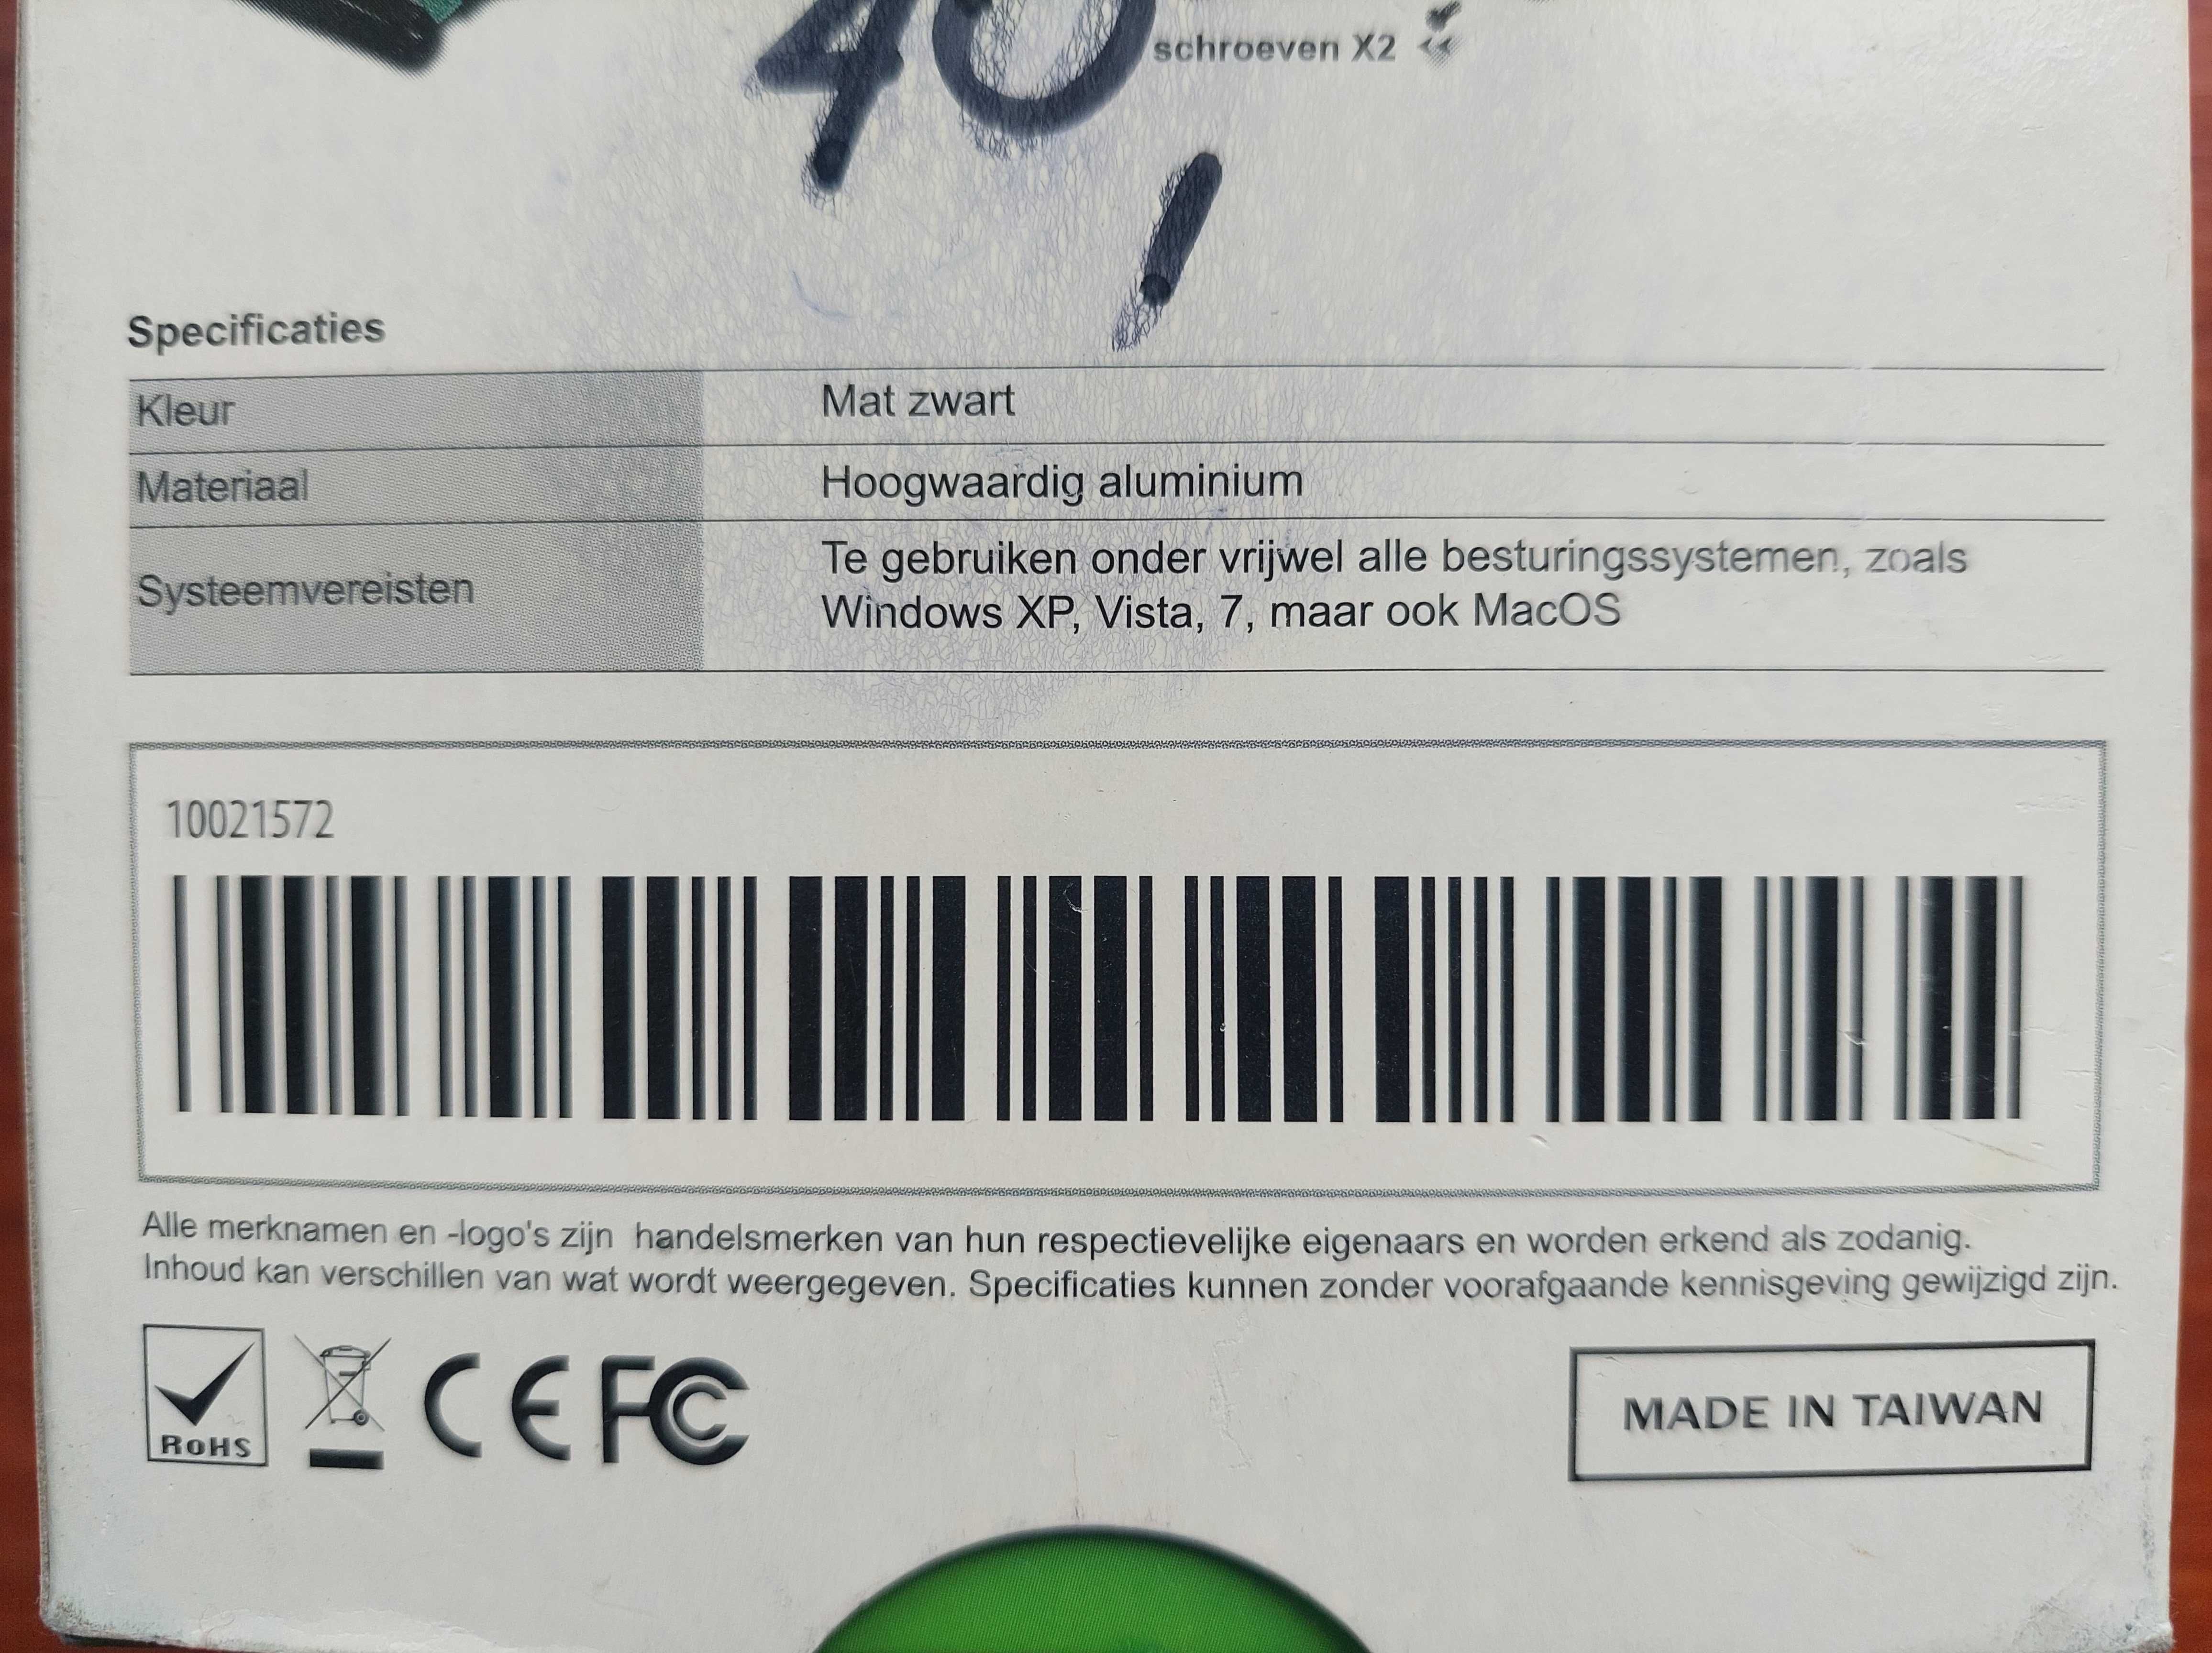 40,
schroeven X2
Specificaties
Kleur
Mat zwart
Materiaal
Hoogwaardig aluminium
Systeemvereisten
Te gebruiken onder vrijwel alle besturingssystemen, zoals
Windows XP, Vista, 7, maar ook MacOS
10021572
Alle merknamen en -logo's zijn handelsmerken van hun respectievelijke eigenaars en worden erkend als zodanig.
Inhoud kan verschillen van wat wordt weergegeven. Specificaties kunnen zonder voorafgaande kennisgeving gewijzigd zijn.
RoHS
CE FC
MADE IN TAIWAN